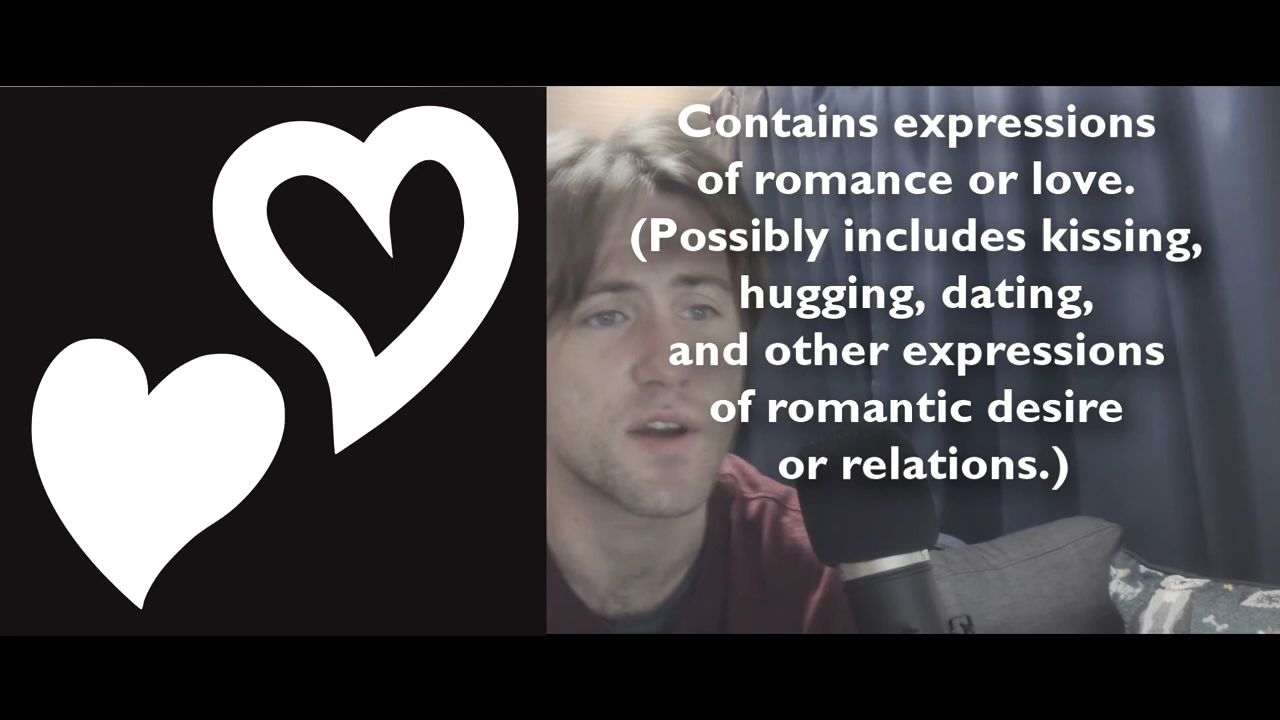 Contains expressions
of romance or love.
(Possibly includes kissing,
hugging, dating,
and other expressions
of romantic desire
or relations.)